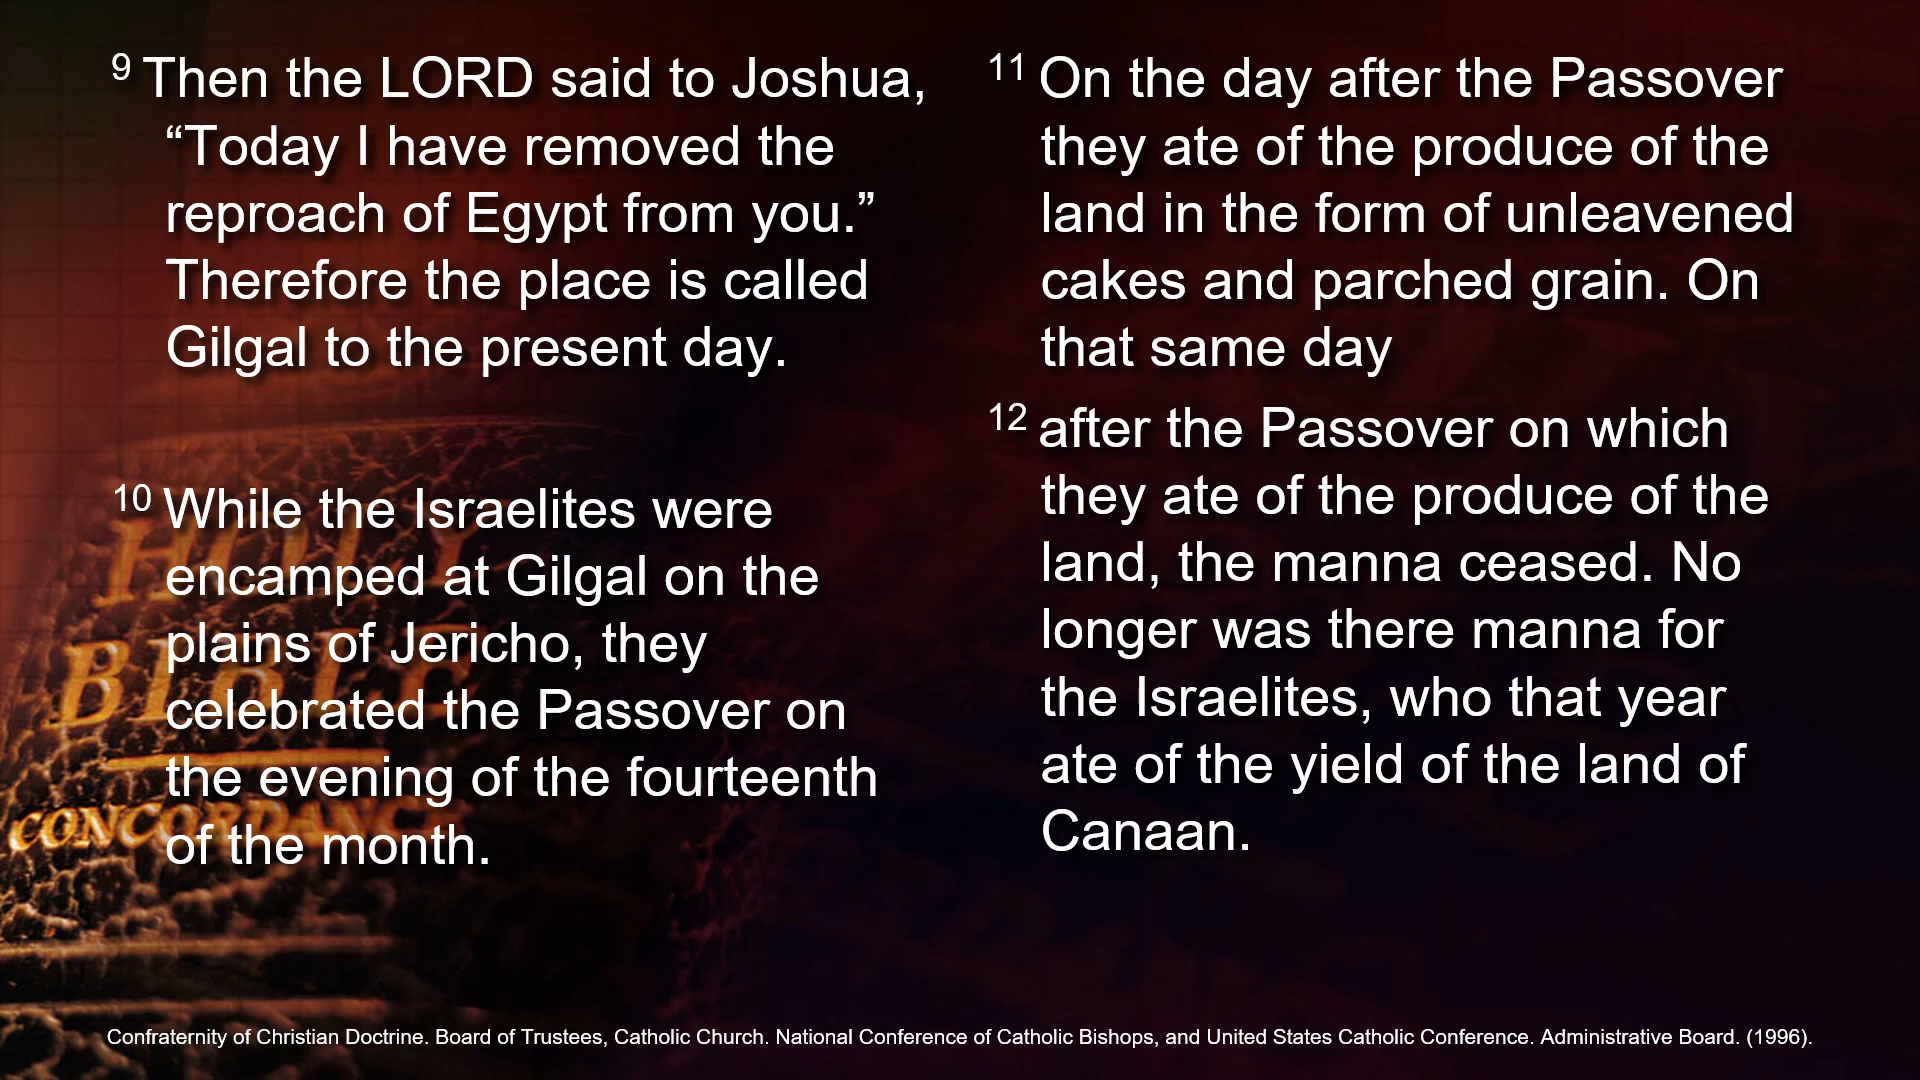 9 Then the LORD said to Joshua,
“Today I have removed the
reproach of Egypt from you.”
Therefore the place is called
Gilgal to the present day.
10 While the Israelites were
encamped at Gilgal on the
plains of Jericho, they
celebrated the Passover on
the evening of the fourteenth
of the month.
11 On the day after the Passover
they ate of the produce of the
land in the form of unleavened
cakes and parched grain. On
that same day
12 after the Passover on which
they ate of the produce of the
land, the manna ceased. No
longer was there manna for
the Israelites, who that year
ate of the yield of the land of
Canaan.
HOLY
BIBLE
CONCORDANCE
Confraternity of Christian Doctrine. Board of Trustees, Catholic Church. National Conference of Catholic Bishops, and United States Catholic Conference. Administrative Board. (1996).